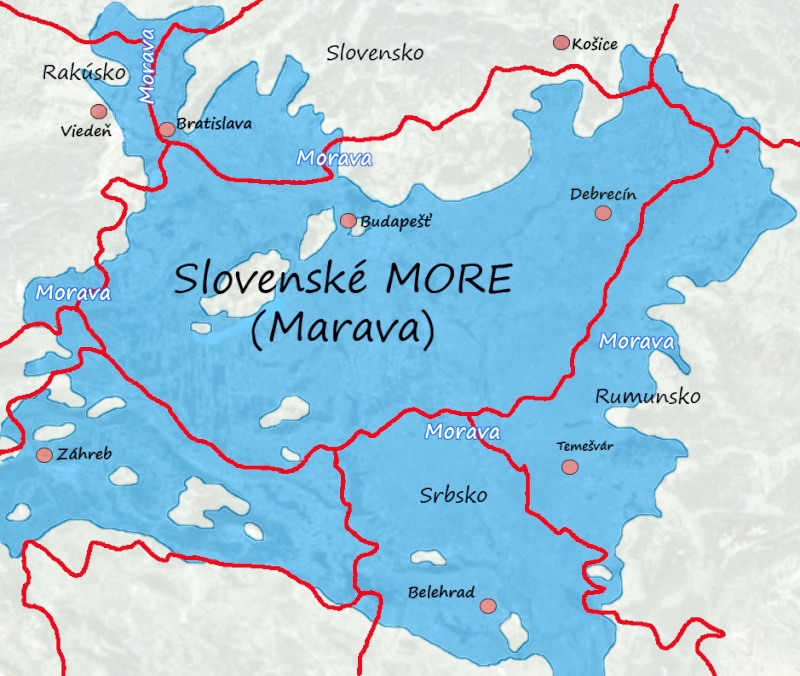 Slovensko
Košice
Rakúsko
Morava
Viedeň
Bratislava
Morava
Debrecín
Budapešť
Slovenské MORE
(Marava)
Morava
Morava
Rumunsko
Morava
Temešvár
Záhreb
Srbsko
Belehrad